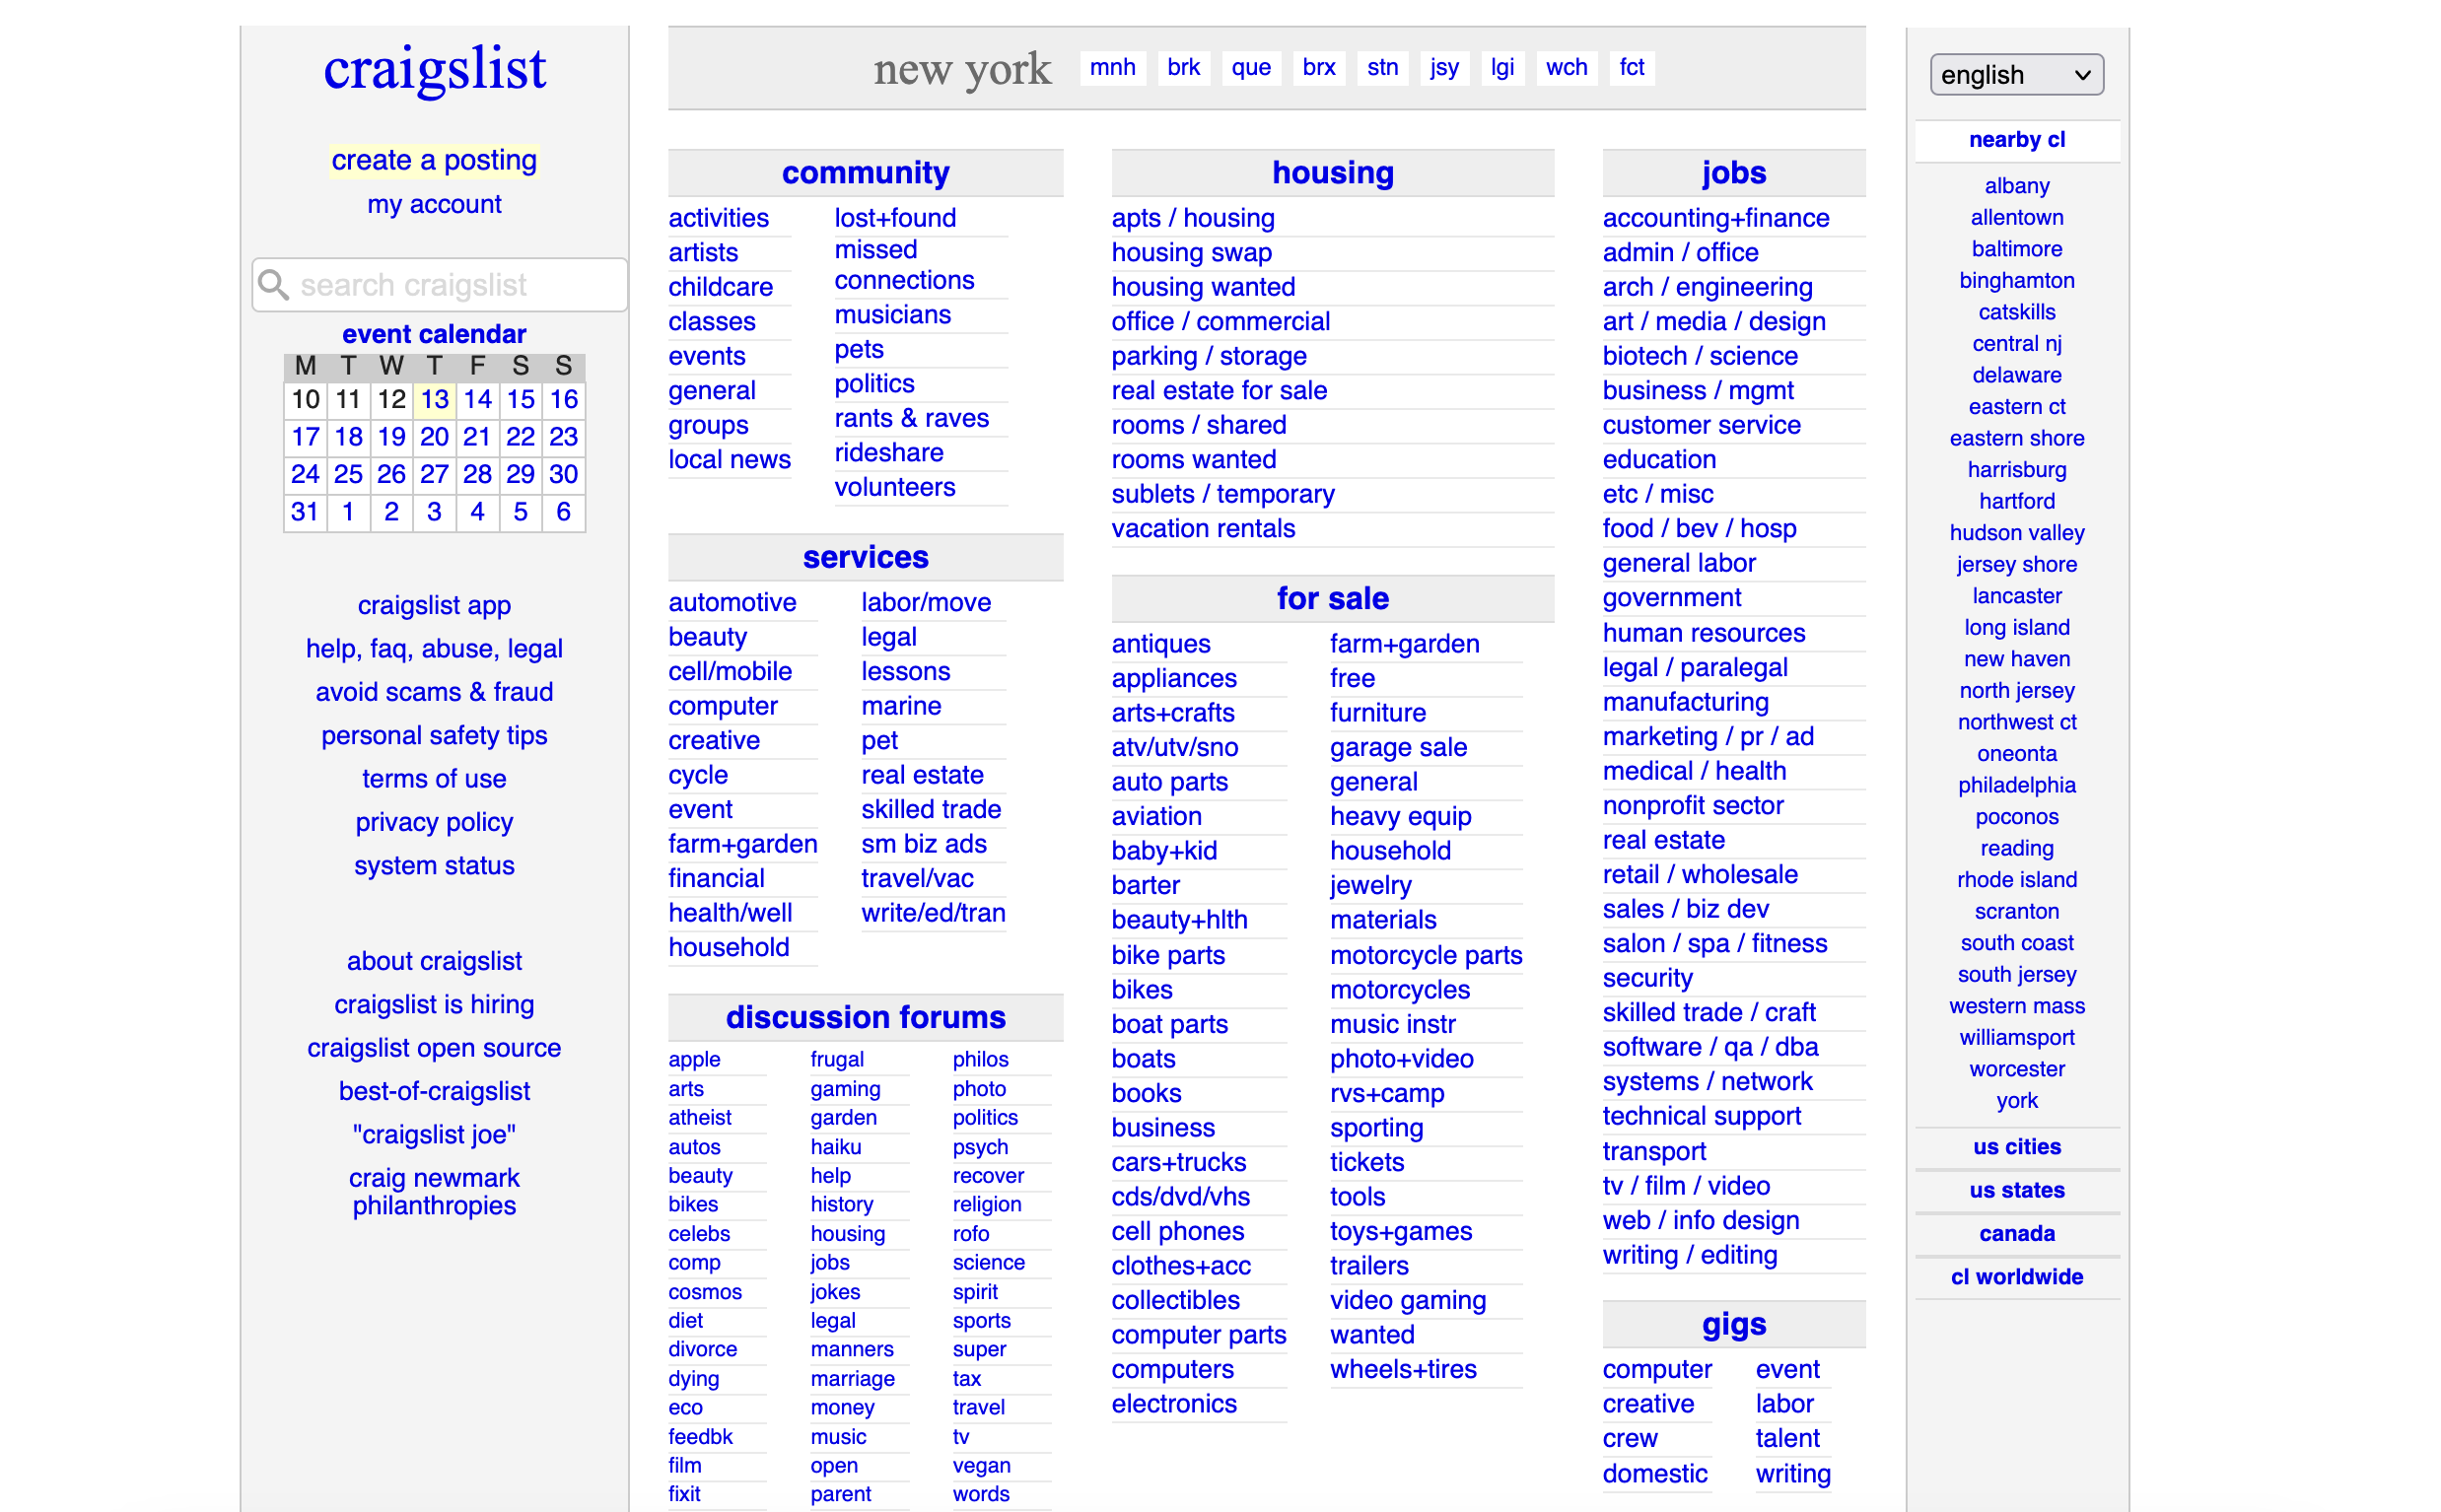 craigslist
create a posting
my account
search craigslist
event calendar
M T W T F S S
10 11 12 13 14 15 16
17 18 19 20 21 22 23
24 25 26 27 28 29 30
31 1 2 3 4 5 6
craigslist app
help, faq, abuse, legal
avoid scams & fraud
personal safety tips
terms of use
privacy policy
system status
about craigslist
craigslist is hiring
craigslist open source
best-of-craigslist
"craigslist joe"
craig newmark
philanthropies
new york mnh brk que brx stn jsy lgi wch fct
community
activities
artists
childcare
classes
events
general
groups
local news
lost+found
missed
connections
musicians
pets
politics
rants & raves
rideshare
volunteers
services
automotive
beauty
cell/mobile
computer
creative
cycle
event
farm+garden
financial
health/well
household
labor/move
legal
lessons
marine
pet
real estate
skilled trade
sm biz ads
travel/vac
write/ed/tran
discussion forums
apple
arts
atheist
autos
beauty
bikes
celebs
comp
cosmos
diet
divorce
dying
eco
feedbk
film
fixit
frugal
gaming
garden
haiku
help
history
housing
jobs
jokes
legal
manners
marriage
money
music
open
parent
philos
photo
politics
psych
recover
religion
rofo
science
spirit
sports
super
tax
travel
tv
vegan
words
housing
apts / housing
housing swap
housing wanted
office / commercial
parking / storage
real estate for sale
rooms / shared
rooms wanted
sublets / temporary
vacation rentals
for sale
antiques
appliances
arts+crafts
atv/utv/sno
auto parts
aviation
baby+kid
barter
beauty+hlth
bike parts
bikes
boat parts
boats
books
business
cars+trucks
cds/dvd/vhs
cell phones
clothes+acc
collectibles
computer parts
computers
electronics
farm+garden
free
furniture
garage sale
general
heavy equip
household
jewelry
materials
motorcycle parts
motorcycles
music instr
photo+video
rvs+camp
sporting
tickets
tools
toys+games
trailers
video gaming
wanted
wheels+tires
jobs
accounting+finance
admin / office
arch / engineering
art / media / design
biotech / science
business / mgmt
customer service
education
etc / misc
food / bev / hosp
general labor
government
human resources
legal / paralegal
manufacturing
marketing / pr / ad
medical / health
nonprofit sector
real estate
retail / wholesale
sales / biz dev
salon / spa / fitness
security
skilled trade / craft
software / qa / dba
systems / network
technical support
transport
tv / film / video
web / info design
writing / editing
gigs
computer
creative
crew
domestic
event
labor
talent
writing
english
nearby cl
albany
allentown
baltimore
binghamton
catskills
central nj
delaware
eastern ct
eastern shore
harrisburg
hartford
hudson valley
jersey shore
lancaster
long island
new haven
north jersey
northwest ct
oneonta
philadelphia
poconos
reading
rhode island
scranton
south coast
south jersey
western mass
williamsport
worcester
york
us cities
us states
canada
cl worldwide